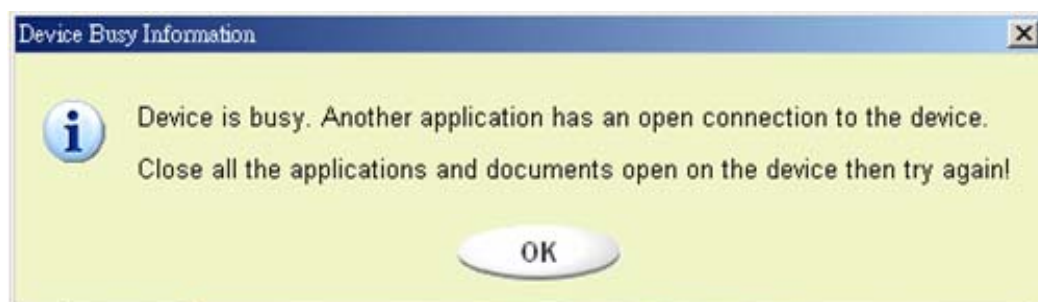 Device Busy Information
Device is busy. Another application has an open connection to the device.
Close all the applications and documents open on the device then try again!
OK